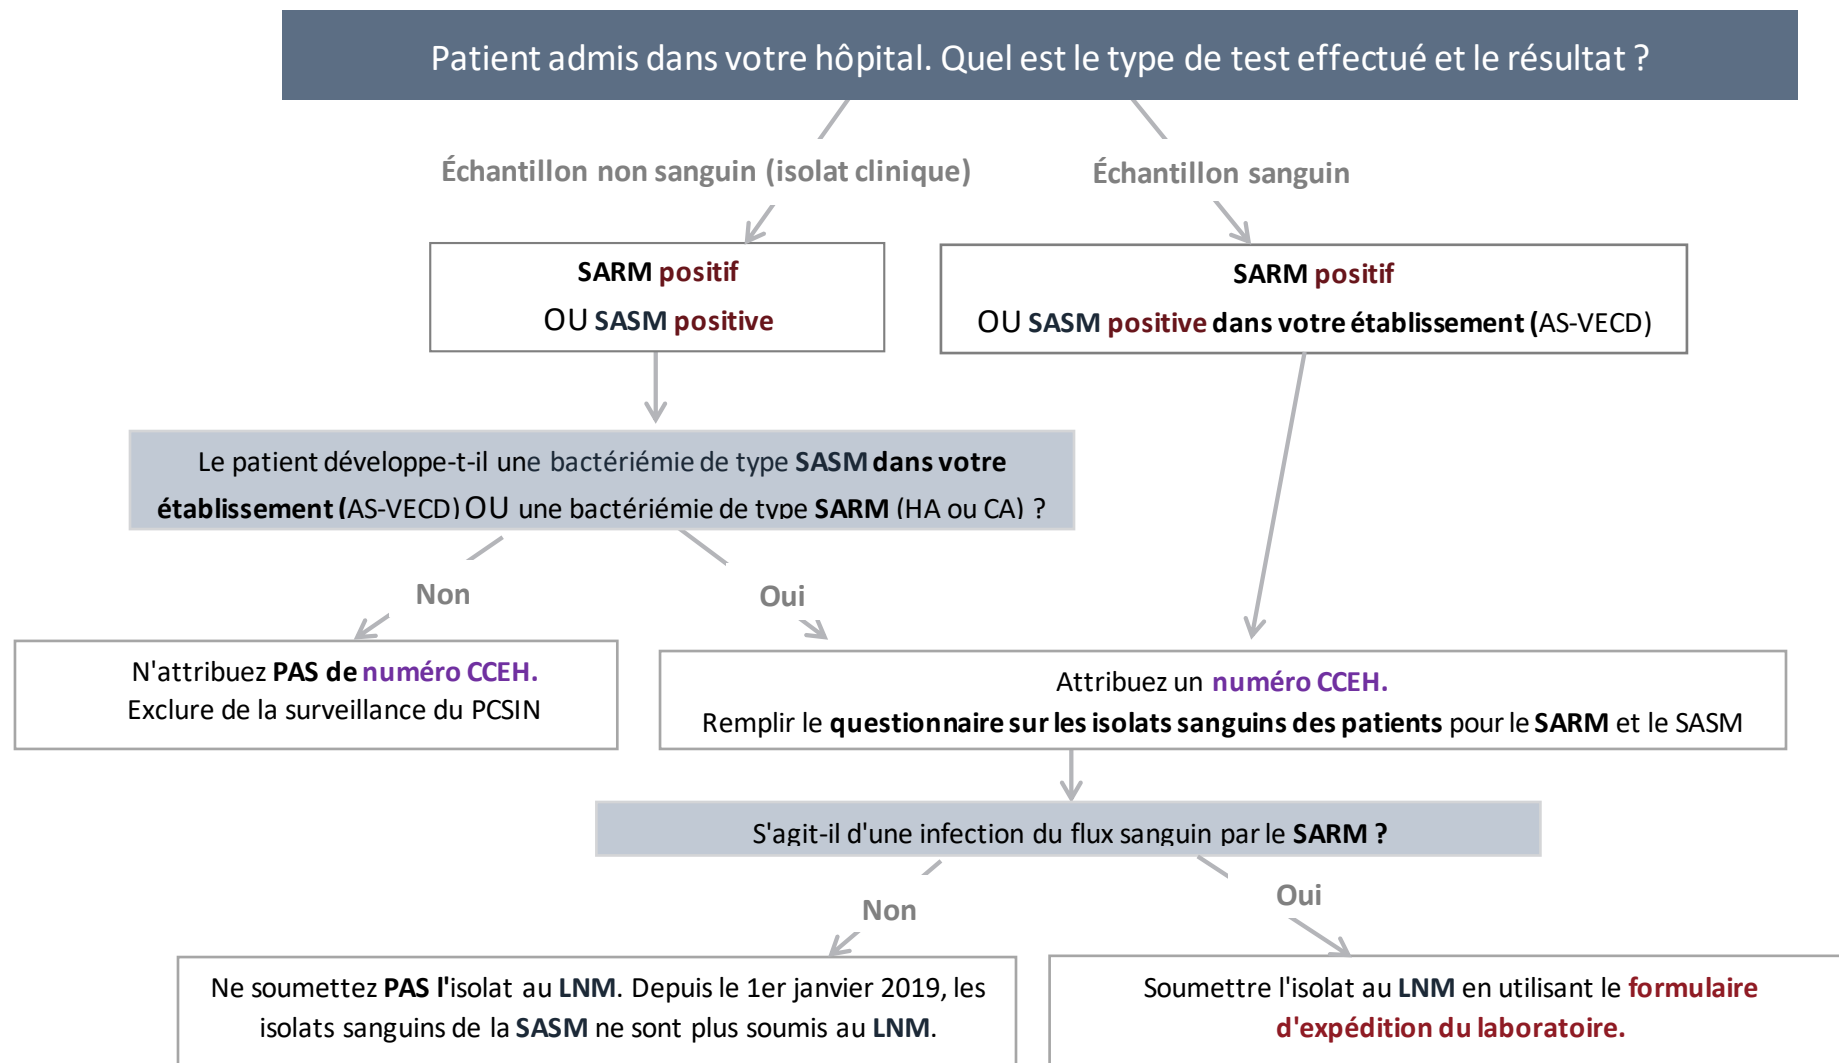 Patient admis dans votre hôpital. Quel est le type de test effectué et le résultat ?
Échantillon non sanguin (isolat clinique)
Échantillon sanguin
SARM positif
OU SASM positive
SARM positif
OU SASM positive dans votre établissement (AS-VECD)
Le patient développe-t-il une bactériémie de type SASM dans votre
établissement (AS-VECD) OU une bactériémie de type SARM (HA ou CA) ?
Non
Oui
N'attribuez PAS de numéro CCEH.
Exclure de la surveillance du PCSIN
Attribuez un numéro CCEH.
Remplir le questionnaire sur les isolats sanguins des patients pour le SARM et le SASM
S'agit-il d'une infection du flux sanguin par le SARM ?
Non
Oui
Ne soumettez PAS l'isolat au LNM. Depuis le 1er janvier 2019, les
isolats sanguins de la SASM ne sont plus soumis au LNM.
Soumettre l'isolat au LNM en utilisant le formulaire
d'expédition du laboratoire.